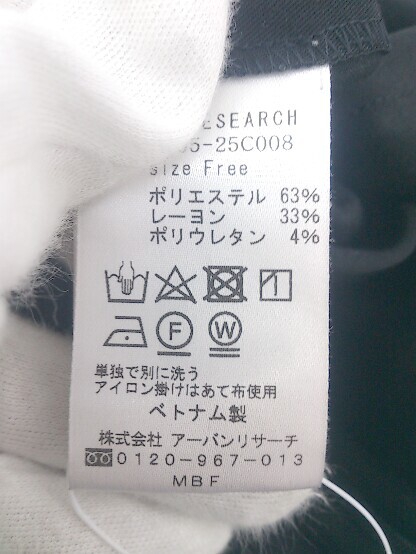 ESEARCH
5-25C008
size Free
ポリエステル 63%
レーヨン 33%
ポリウレタン 4%
F W
単独で別に洗う
アイロン掛けはあて布使用
ベトナム製
株式会社 アーバンリサーチ
0120-967-013
MBF